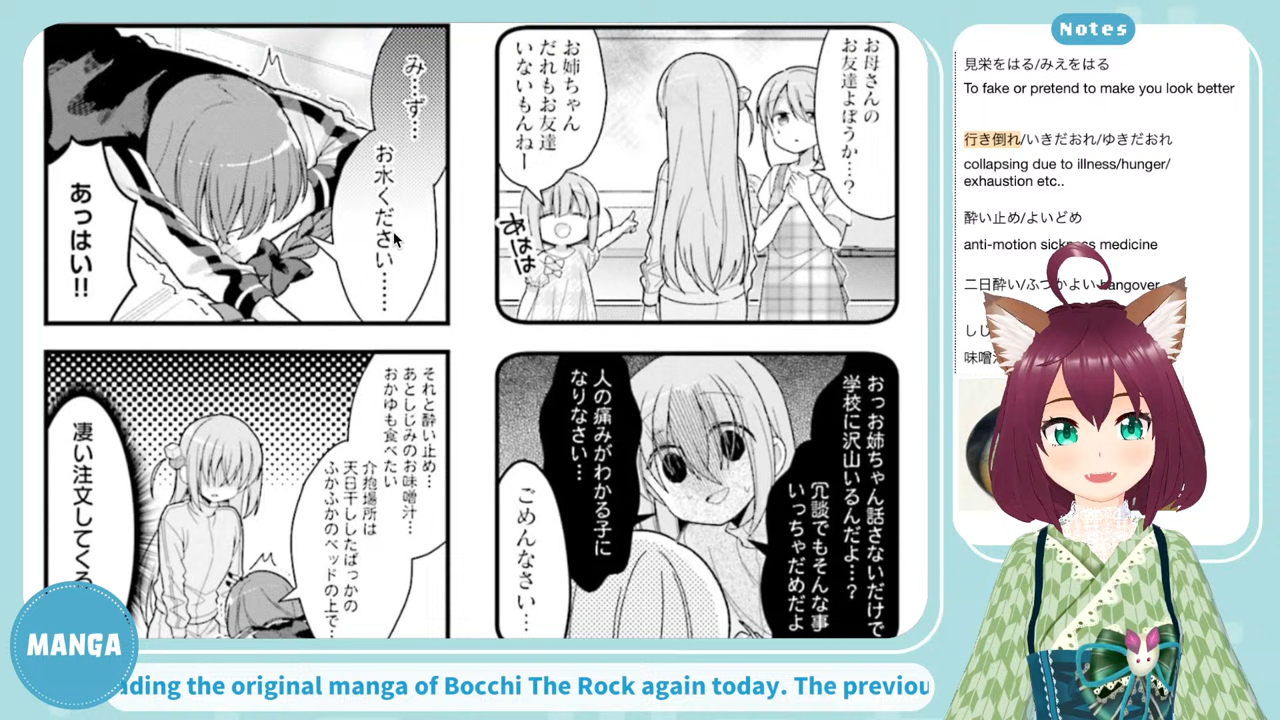 お母さんの
お友達よぼうか…?
お姉ちゃん
だれもお友達
いないもんねー
あはは
おっお姉ちゃん話さないだけで
学校に沢山いるんだよ…?
冗談でもそんな事
いっちゃだめだよ
人の痛みがわかる子に
なりなさい…
ごめんなさい…
み…ず…
お水ください……
あっはい!!
それと酔い止め…
あとしじみのお味噌汁…
おかゆも食べたい
介抱場所は
天日干ししたばっかの
ふかふかのベッドの上で…
凄い注文してくる
Notes
見栄をはる/みえをはる
To fake or pretend to make you look better
行き倒れ/いきだおれ/ゆきだおれ
collapsing due to illness/hunger/
exhaustion etc..
酔い止め/よいどめ
anti-motion sickness medicine
二日酔い/ふつかよい hangover
しじ
味噌
MANGA
ding the original manga of Bocchi The Rock again today. The previou